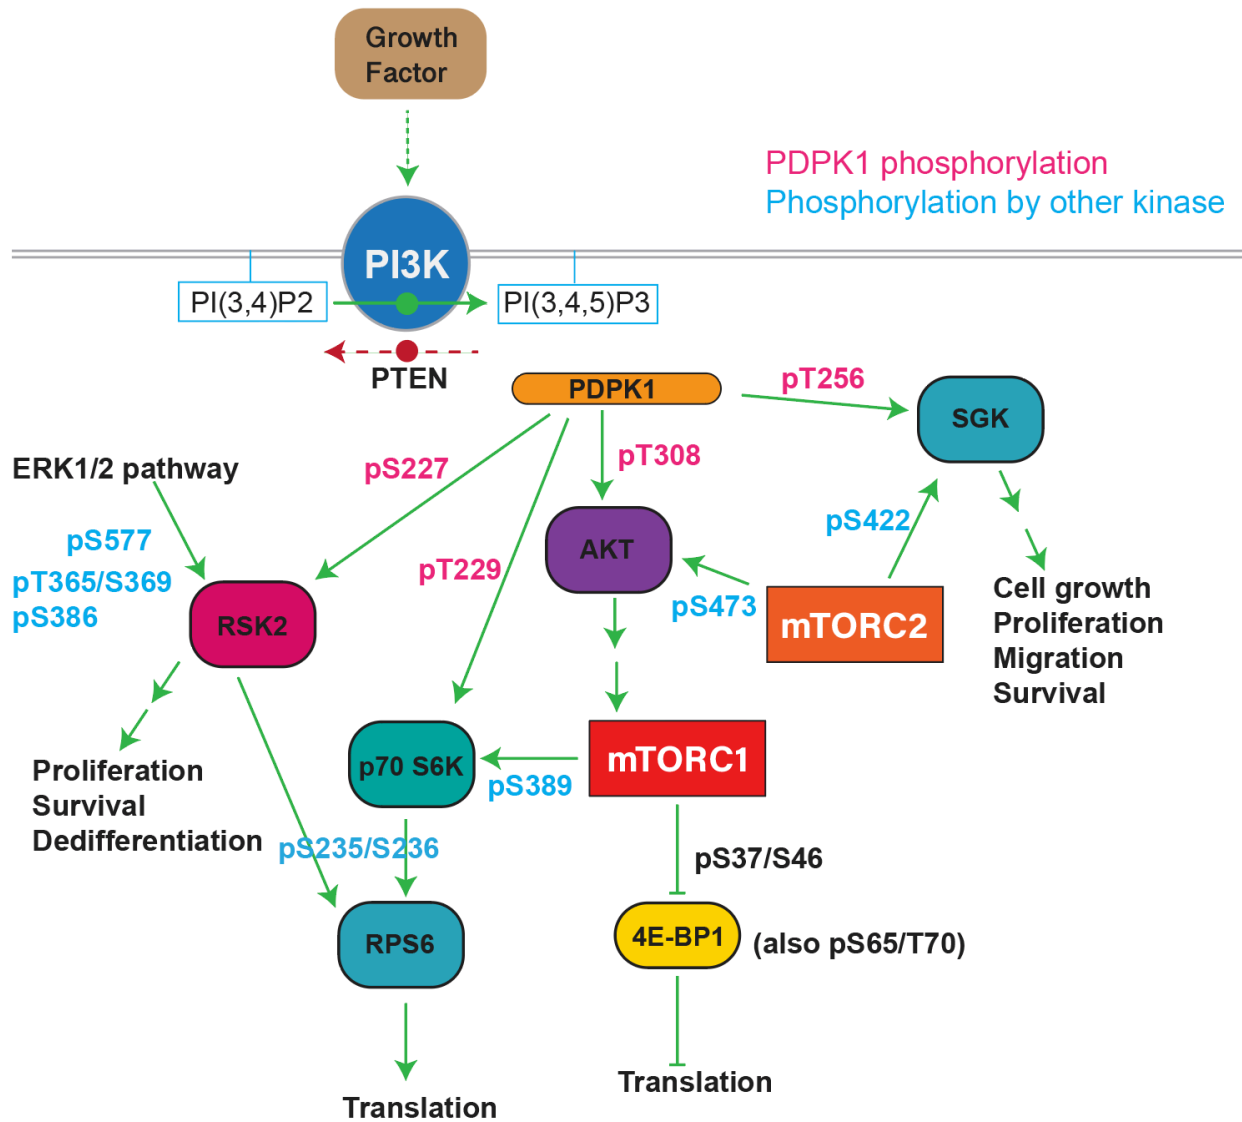 Growth
Factor
PDPK1 phosphorylation
Phosphorylation by other kinase
PI3K
PI(3,4)P2
PI(3,4,5)P3
PTEN
PDPK1
pT256
SGK
ERK1/2 pathway
pS227
pT308
pS422
pS577
AKT
pT229
pT365/S369
pS386
pS473
RSK2
mTORC2
Cell growth
Proliferation
Migration
Survival
p70 S6K
mTORC1
pS389
Proliferation
Survival
Dedifferentiation
pS235/S236
pS37/S46
RPS6
4E-BP1
(also pS65/T70)
Translation
Translation